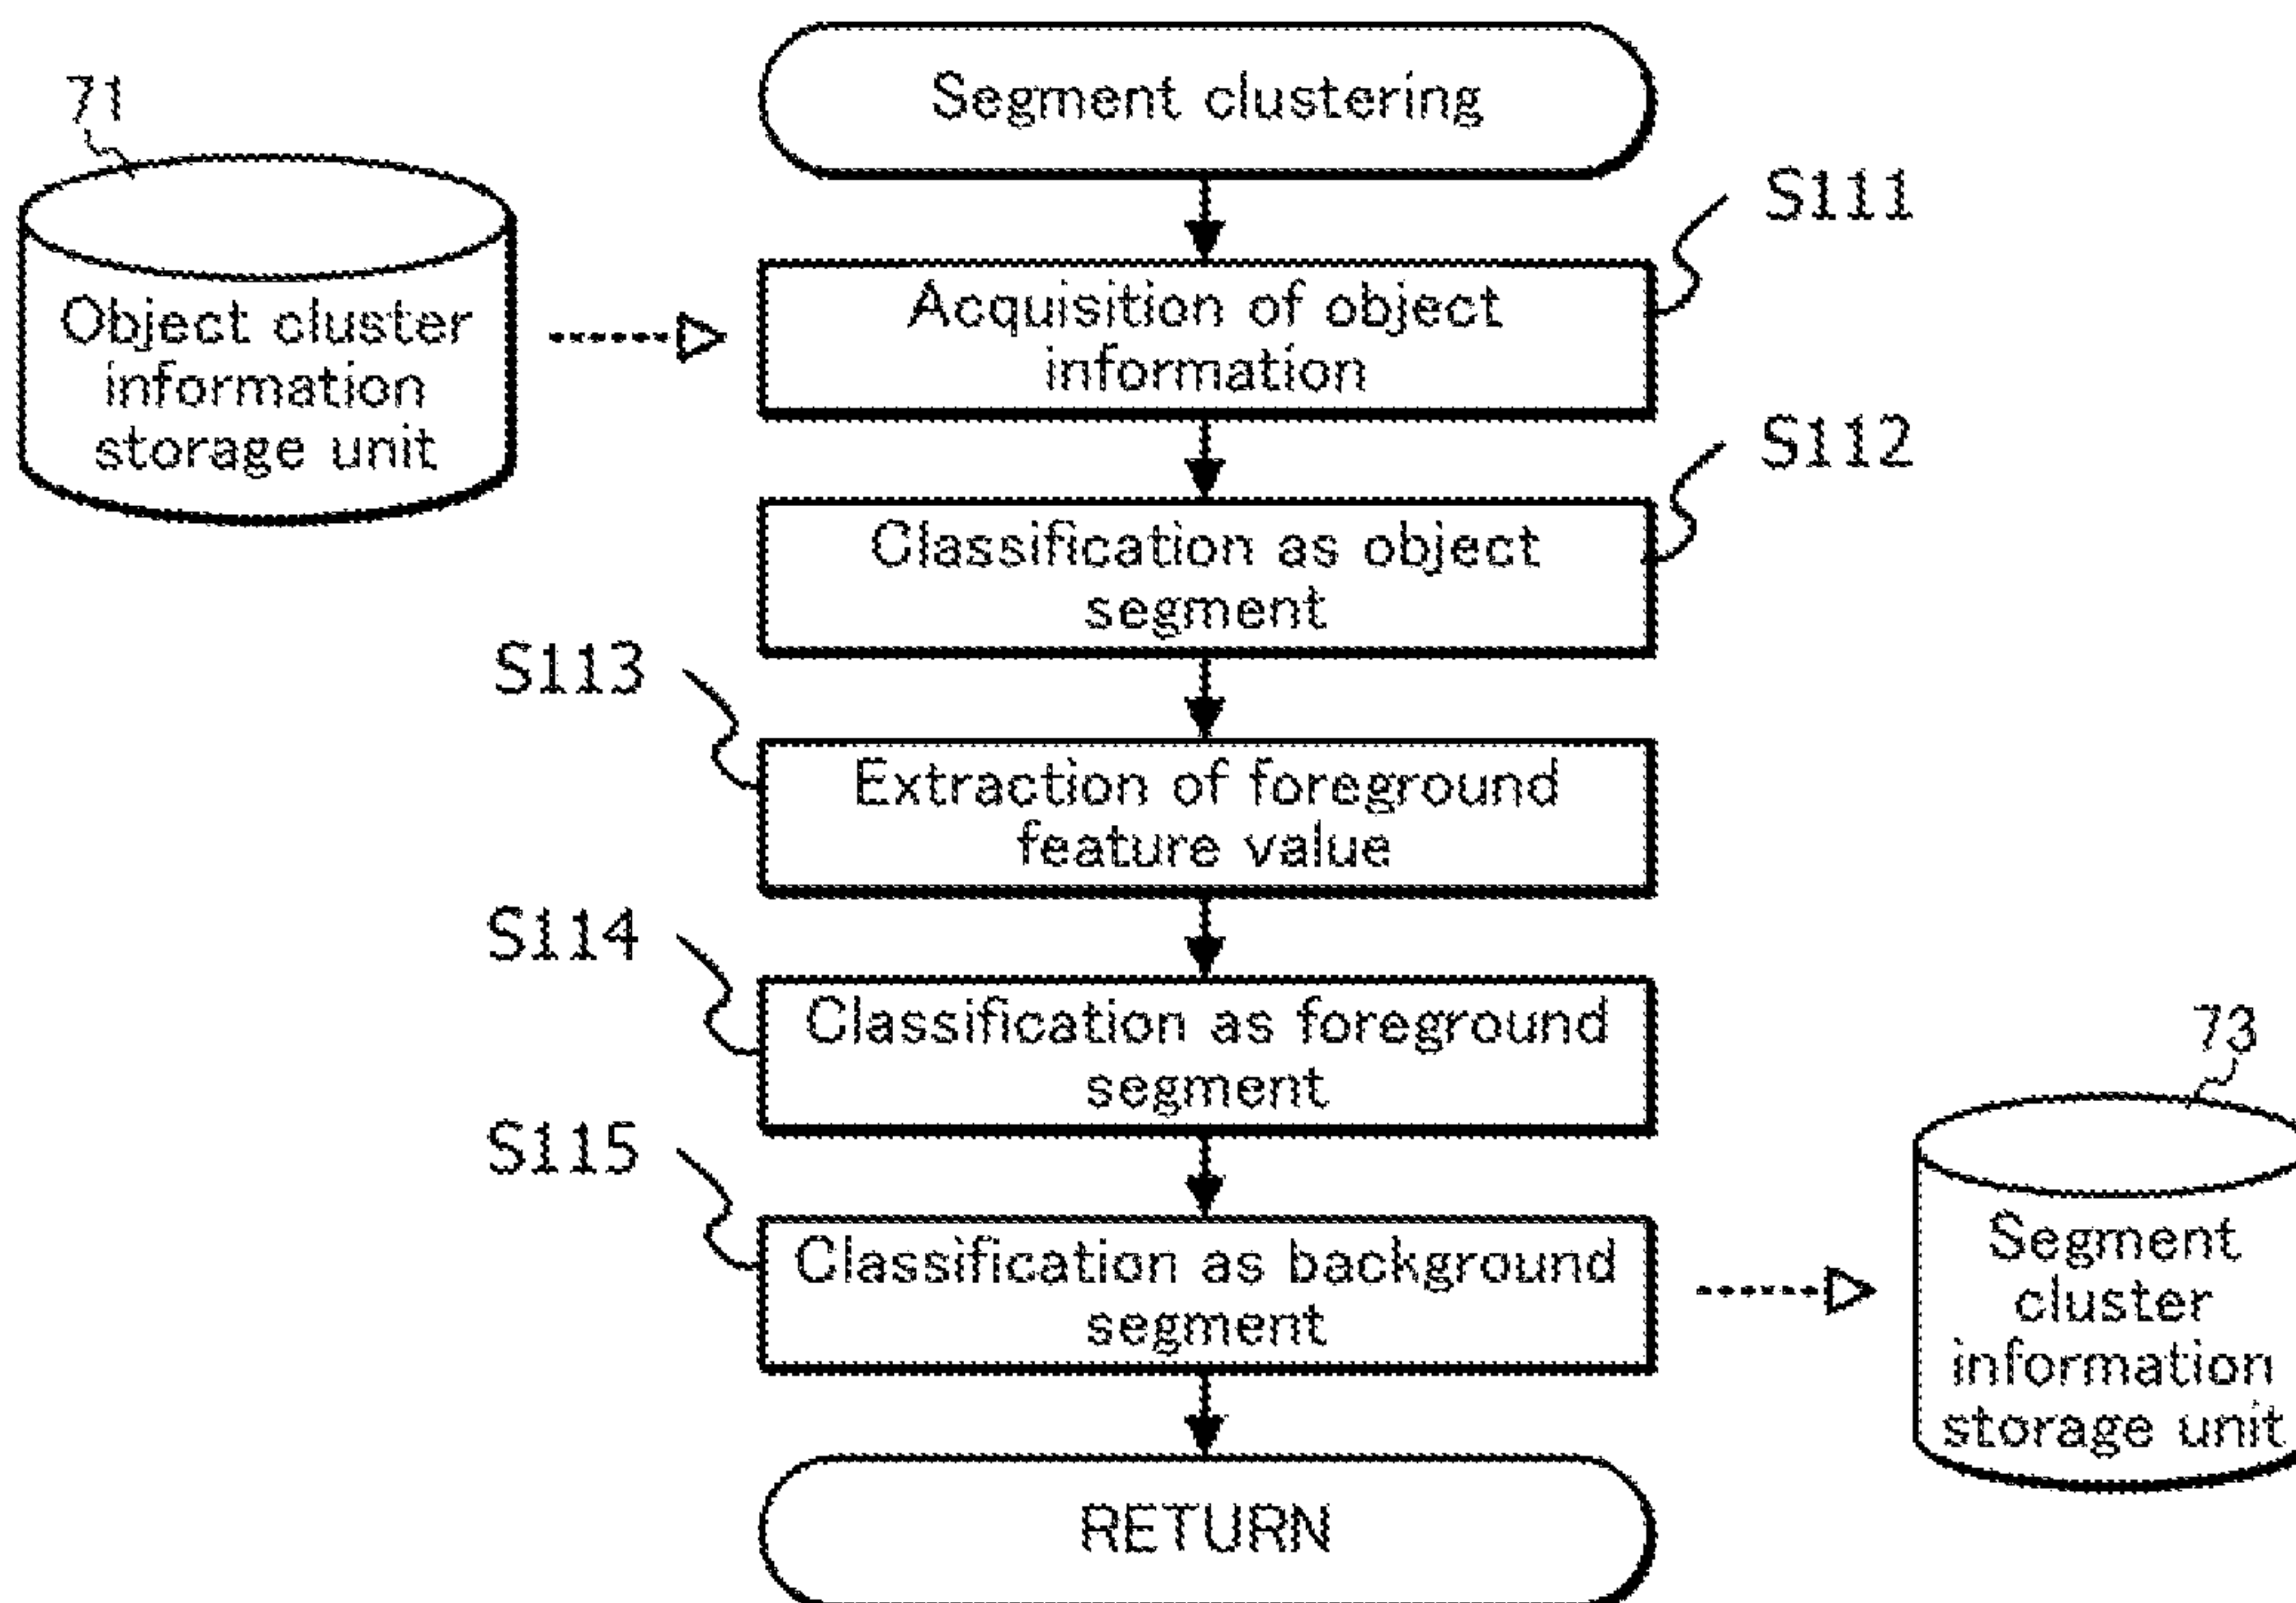 Segment clustering
71
Object cluster
information
storage unit
S111
Acquisition of object
information
S112
Classification as object
segment
S113
Extraction of foreground
feature value
S114
Classification as foreground
segment
S115
Classification as background
segment
73
Segment
cluster
information
storage unit
RETURN